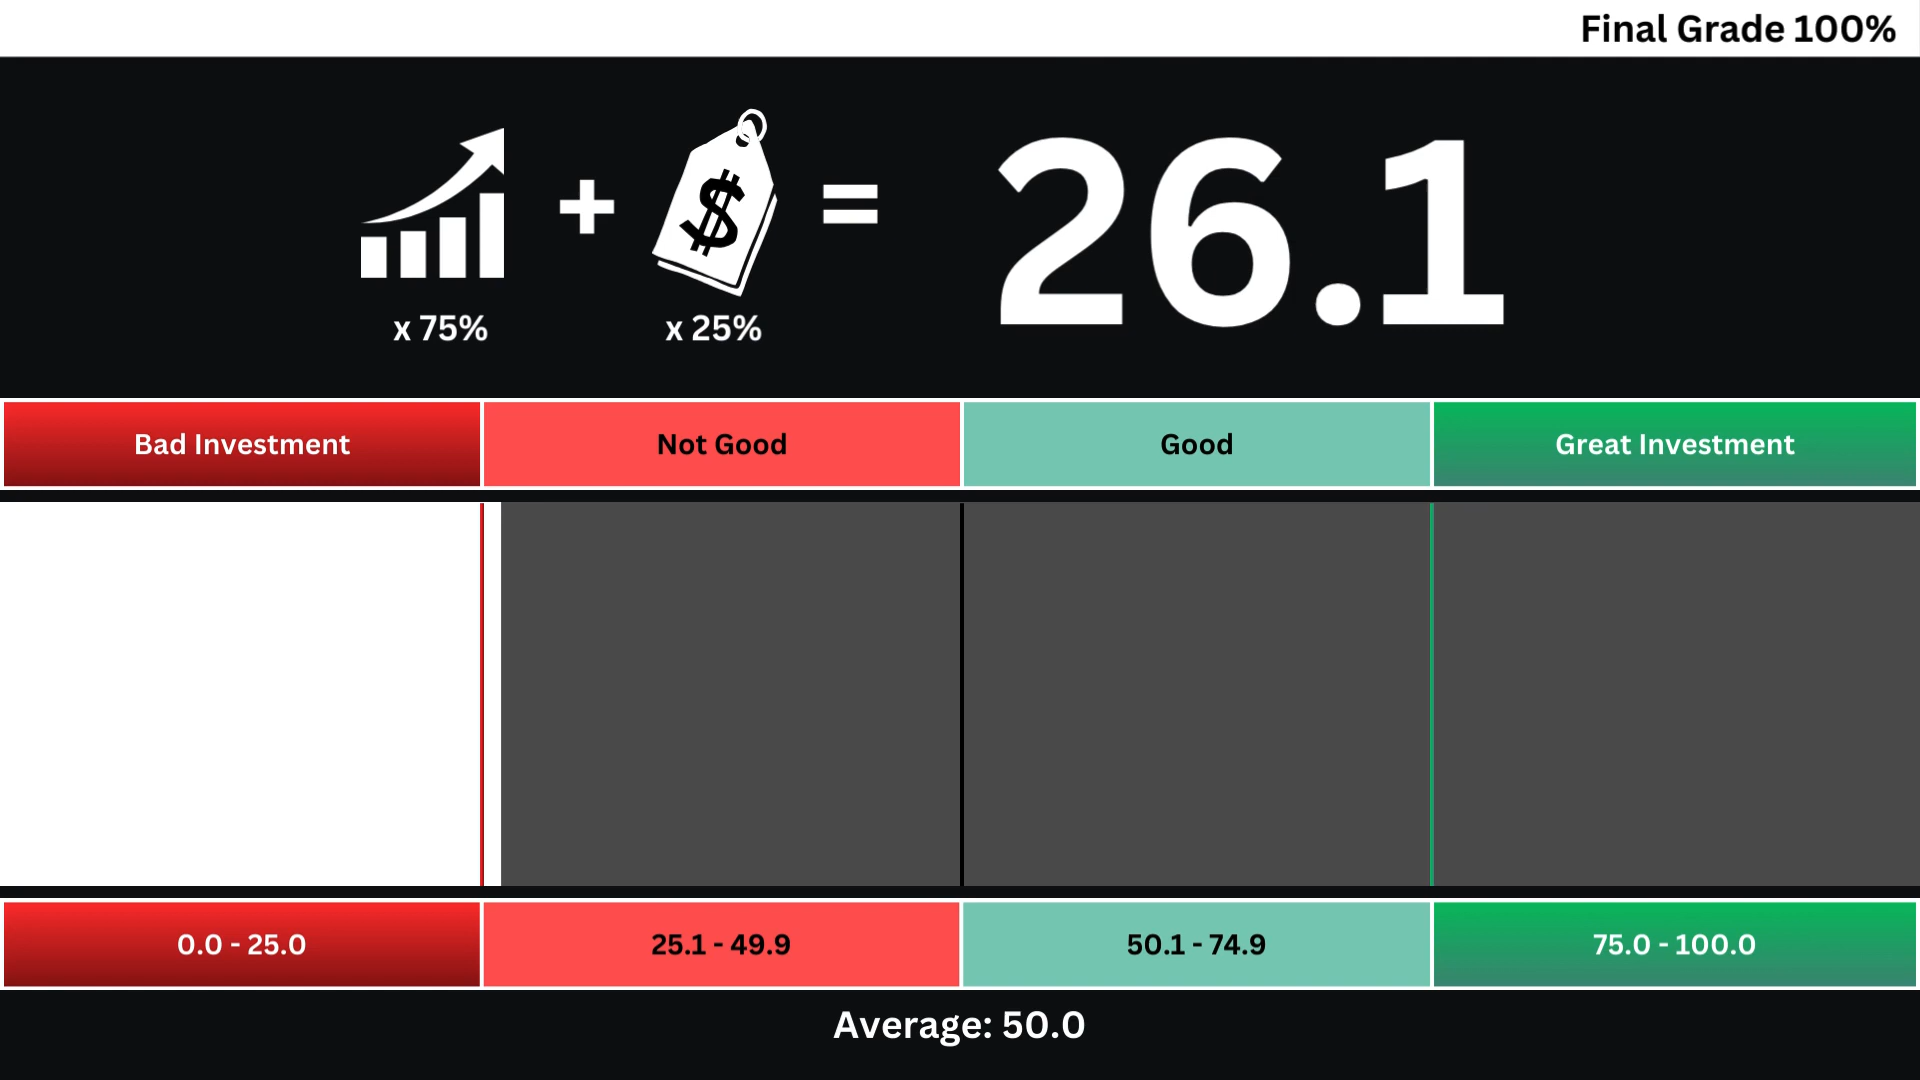 Final Grade 100%
+ $ = 26.1
x 75% x 25%
Bad Investment Not Good Good Great Investment
0.0 - 25.0 25.1 - 49.9 50.1 - 74.9 75.0 - 100.0
Average: 50.0